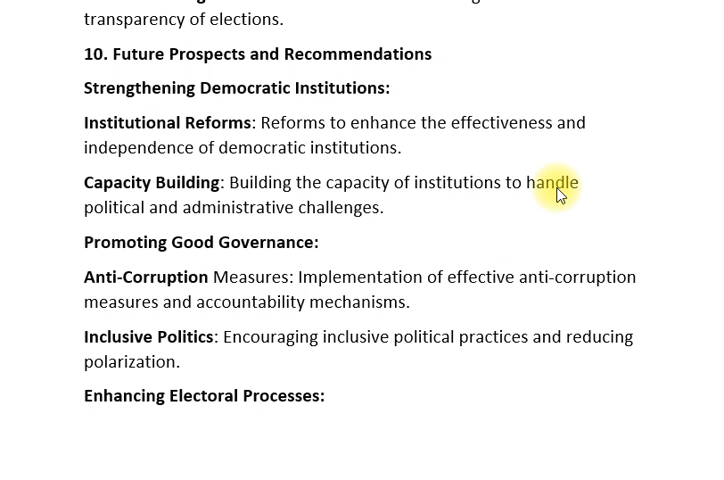 transparency of elections.
10. Future Prospects and Recommendations
Strengthening Democratic Institutions:
Institutional Reforms: Reforms to enhance the effectiveness and
independence of democratic institutions.
Capacity Building: Building the capacity of institutions to handle
political and administrative challenges.
Promoting Good Governance:
Anti-Corruption Measures: Implementation of effective anti-corruption
measures and accountability mechanisms.
Inclusive Politics: Encouraging inclusive political practices and reducing
polarization.
Enhancing Electoral Processes: